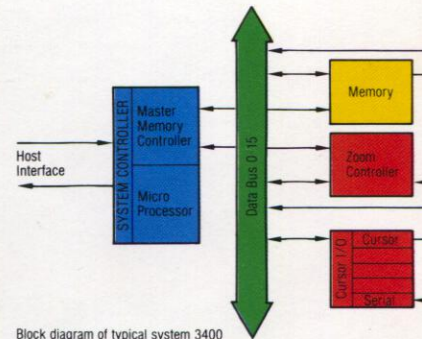 Host
Interface
SYSTEM CONTROLLER
Master
Memory
Controller
Micro
Processor
Data Bus 0 15
Memory
Zoom
Controller
Cursor I/O
Cursor
Serial
Block diagram of typical system 3400